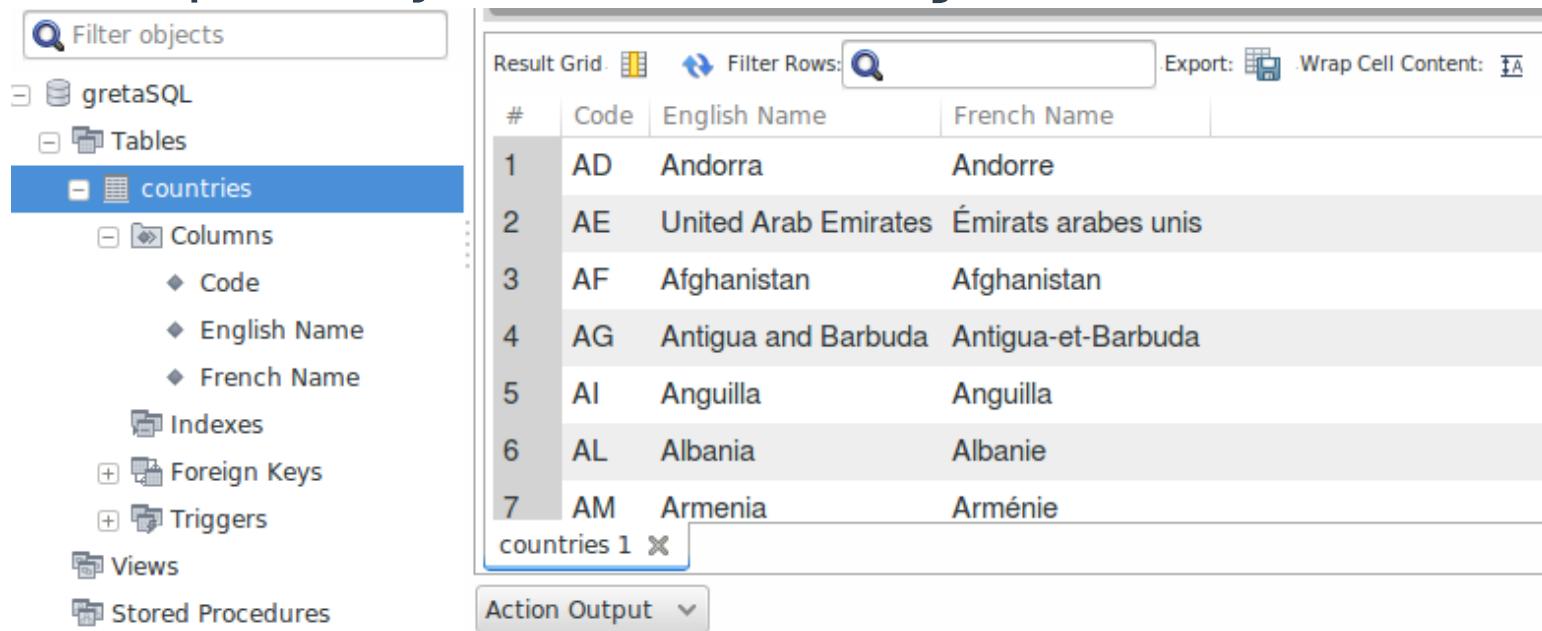 Filter objects
gretaSQL
Tables
countries
Columns
Code
English Name
French Name
Indexes
Foreign Keys
Triggers
Views
Stored Procedures
Result Grid Filter Rows: Export: Wrap Cell Content:
# Code English Name French Name
1 AD Andorra Andorre
2 AE United Arab Emirates Émirats arabes unis
3 AF Afghanistan Afghanistan
4 AG Antigua and Barbuda Antigua-et-Barbuda
5 AI Anguilla Anguilla
6 AL Albania Albanie
7 AM Armenia Arménie
countries 1
Action Output